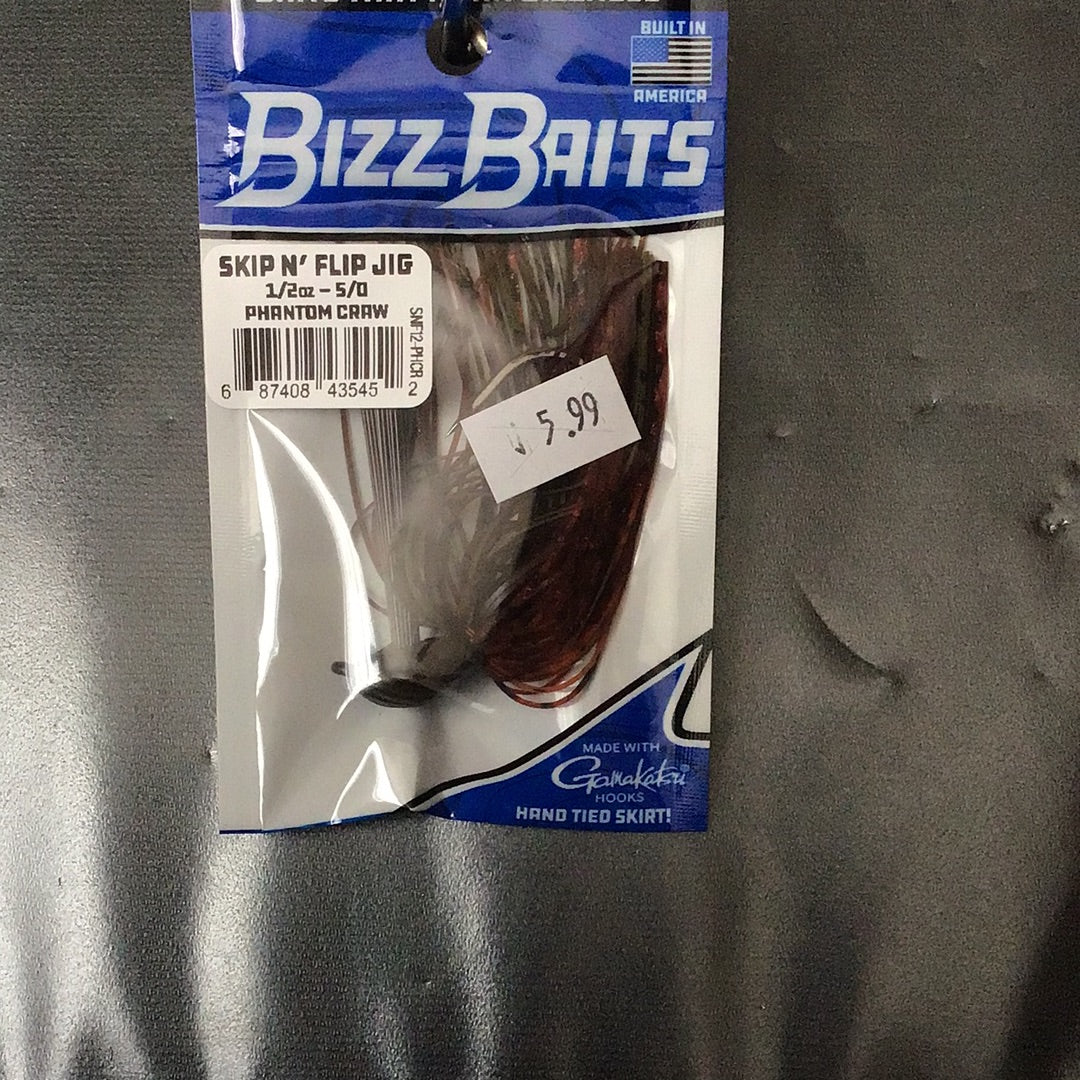 BUILT IN
AMERICA
BIZZ BAITS
SKIP N' FLIP JIG
1/2oz - 5/0
PHANTOM CRAW
SNF12-PHCR
6 87408 43545 2
5.99
MADE WITH
Gamakatsu
HOOKS
HAND TIED SKIRT!